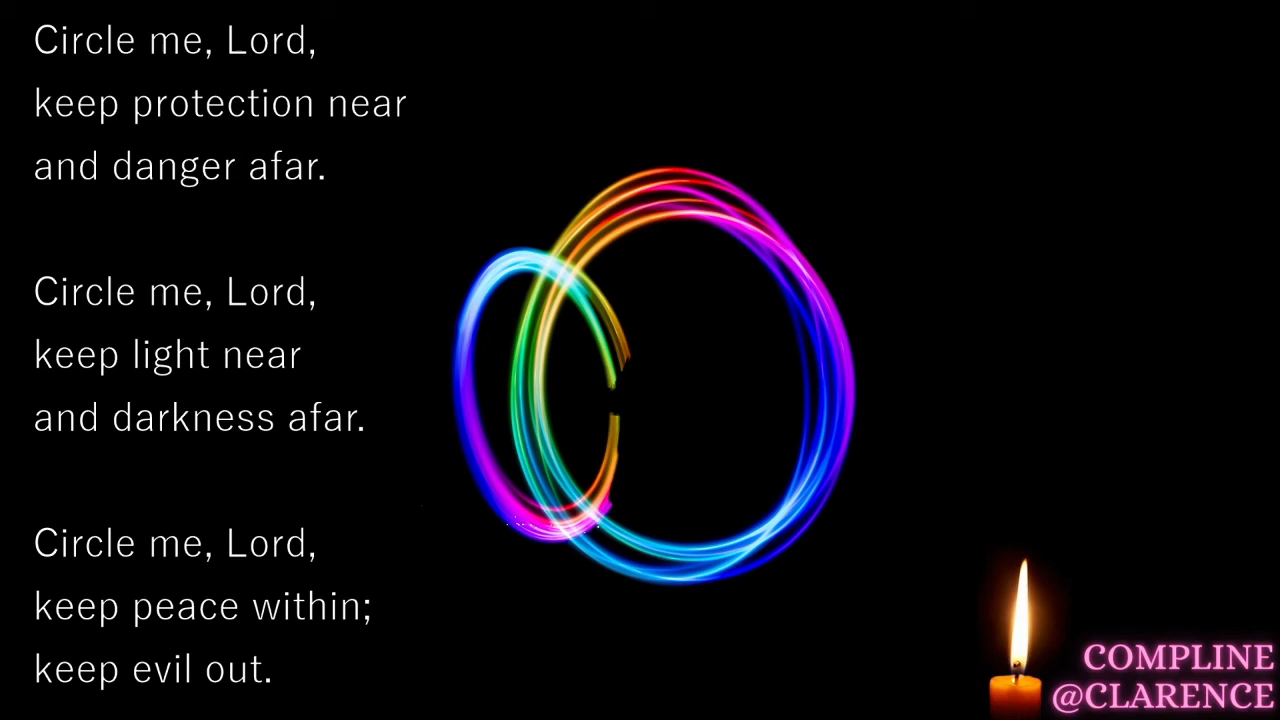 Circle me, Lord,
keep protection near
and danger afar.
Circle me, Lord,
keep light near
and darkness afar.
Circle me, Lord,
keep peace within;
keep evil out.
COMPLINE
@CLARENCE